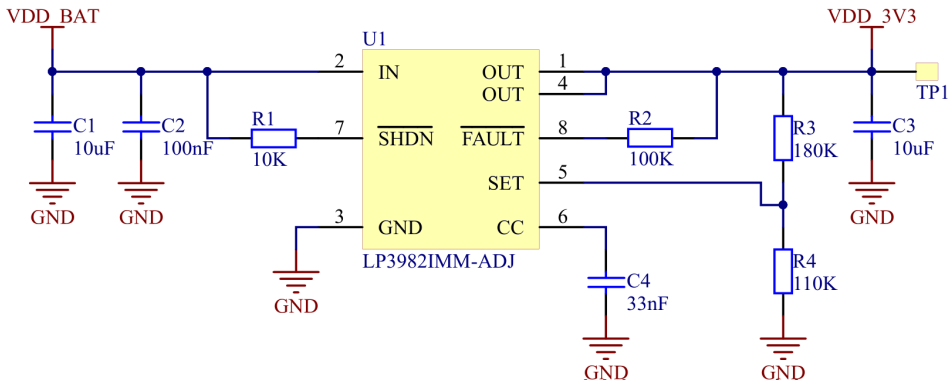 VDD_BAT
VDD_3V3
U1
2
IN
OUT
1
OUT
4
TP1
C1
10uF
C2
100nF
R1
10K
7
SHDN
FAULT
8
R2
100K
R3
180K
C3
10uF
SET
5
GND
GND
3
GND
CC
6
GND
LP3982IMM-ADJ
GND
C4
33nF
R4
110K
GND
GND